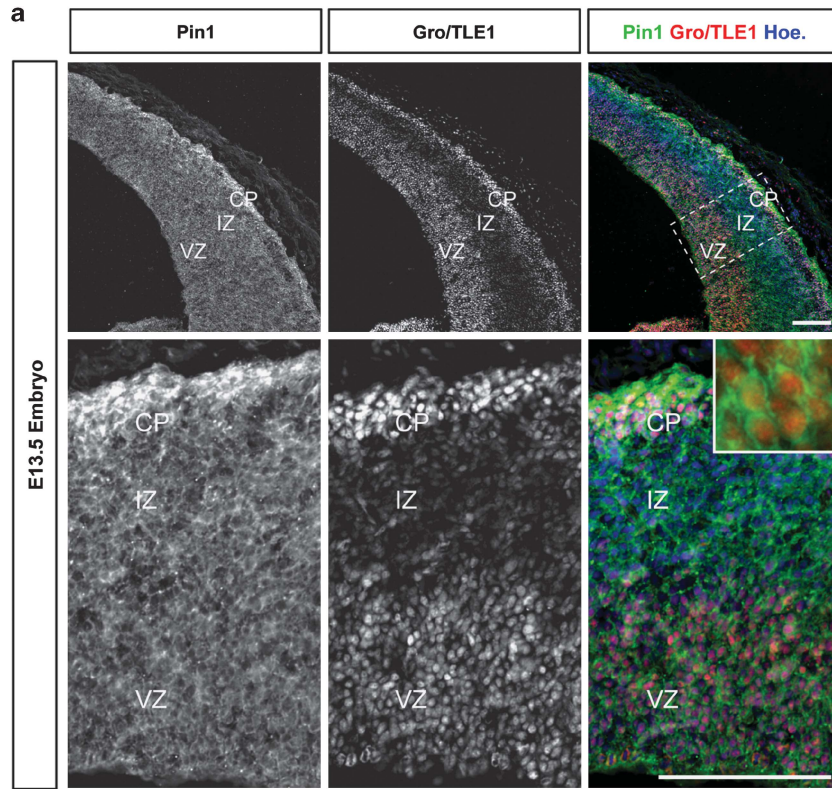 a
Pin1
Gro/TLE1
Pin1 Gro/TLE1 Hoe.
E13.5 Embryo
CP
IZ
VZ
CP
IZ
VZ
CP
IZ
VZ
CP
IZ
VZ
CP
IZ
VZ
CP
IZ
VZ